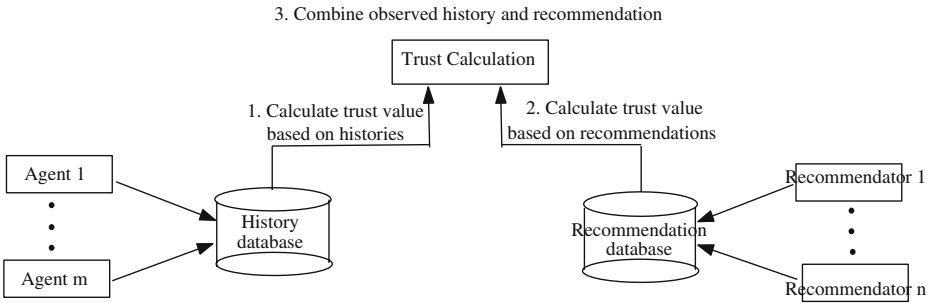 3. Combine observed history and recommendation
Trust Calculation
1. Calculate trust value
based on histories
2. Calculate trust value
based on recommendations
Agent 1
Agent m
History
database
Recommendation
database
Recommendator 1
Recommendator n